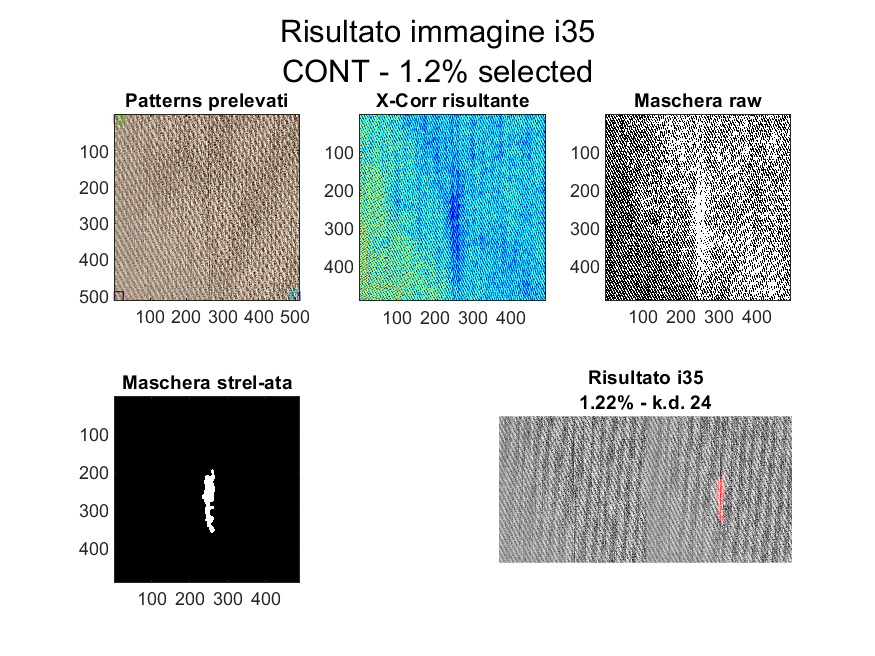 Risultato immagine i35
CONT - 1.2% selected
Patterns prelevati
100
200
300
400
500
100 200 300 400 500
X-Corr risultante
100
200
300
400
100 200 300 400
Maschera raw
100
200
300
400
100 200 300 400
Maschera strel-ata
100
200
300
400
100 200 300 400
Risultato i35
1.22% - k.d. 24